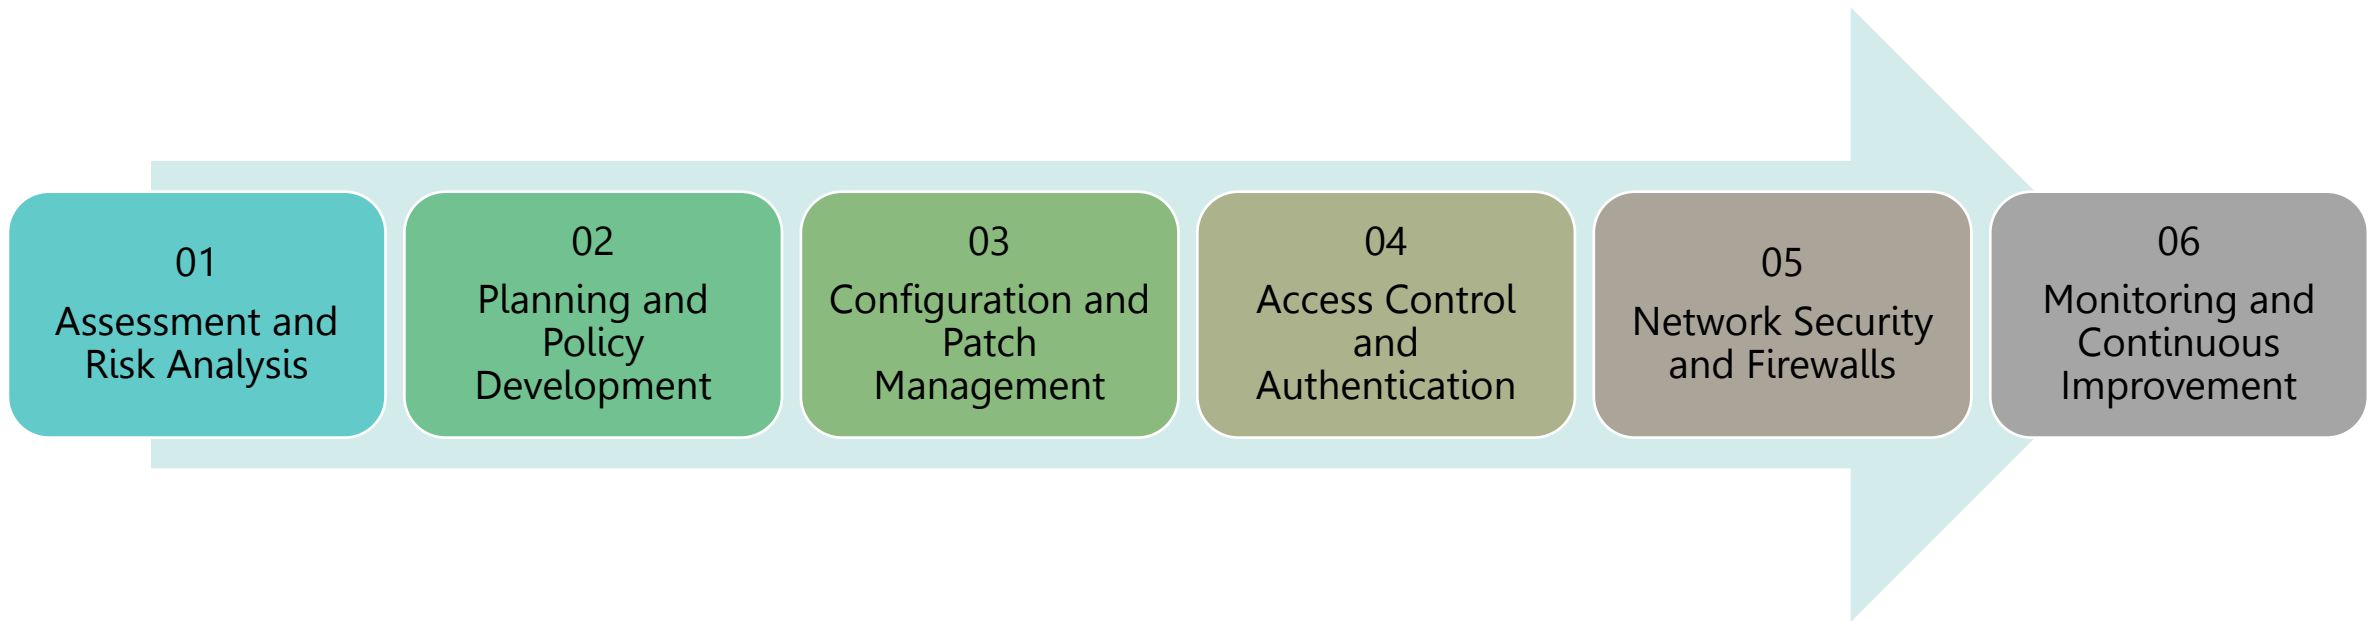 01
Assessment and
Risk Analysis
02
Planning and
Policy
Development
03
Configuration and
Patch
Management
04
Access Control
and
Authentication
05
Network Security
and Firewalls
06
Monitoring and
Continuous
Improvement